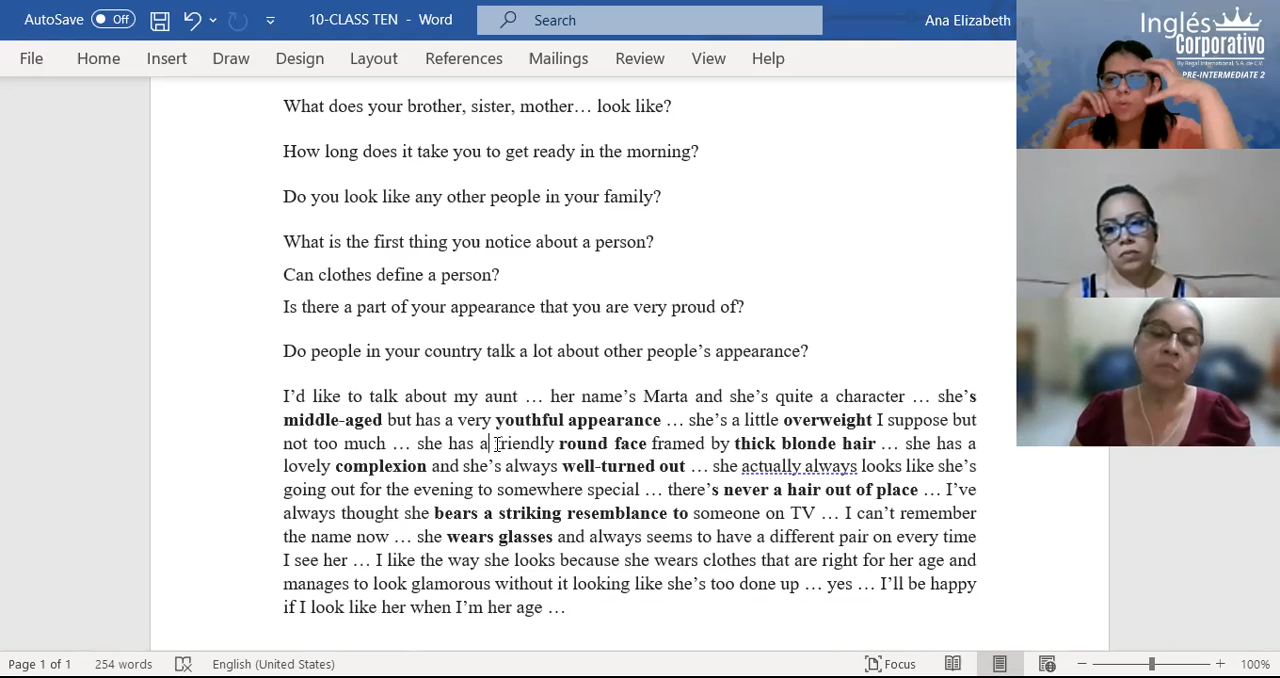 AutoSave Off 10-CLASS TEN - Word Search Ana Elizabeth
File Home Insert Draw Design Layout References Mailings Review View Help
Inglés
Corporativo
By Regal International, S.A. de C.V.
PRE-INTERMEDIATE 2
What does your brother, sister, mother… look like?
How long does it take you to get ready in the morning?
Do you look like any other people in your family?
What is the first thing you notice about a person?
Can clothes define a person?
Is there a part of your appearance that you are very proud of?
Do people in your country talk a lot about other people’s appearance?
I’d like to talk about my aunt … her name’s Marta and she’s quite a character … she’s
middle-aged but has a very youthful appearance … she’s a little overweight I suppose but
not too much … she has a friendly round face framed by thick blonde hair … she has a
lovely complexion and she’s always well-turned out … she actually always looks like she’s
going out for the evening to somewhere special … there’s never a hair out of place … I’ve
always thought she bears a striking resemblance to someone on TV … I can’t remember
the name now … she wears glasses and always seems to have a different pair on every time
I see her … I like the way she looks because she wears clothes that are right for her age and
manages to look glamorous without it looking like she’s too done up … yes … I’ll be happy
if I look like her when I’m her age …
Page 1 of 1 254 words English (United States) Focus 100%